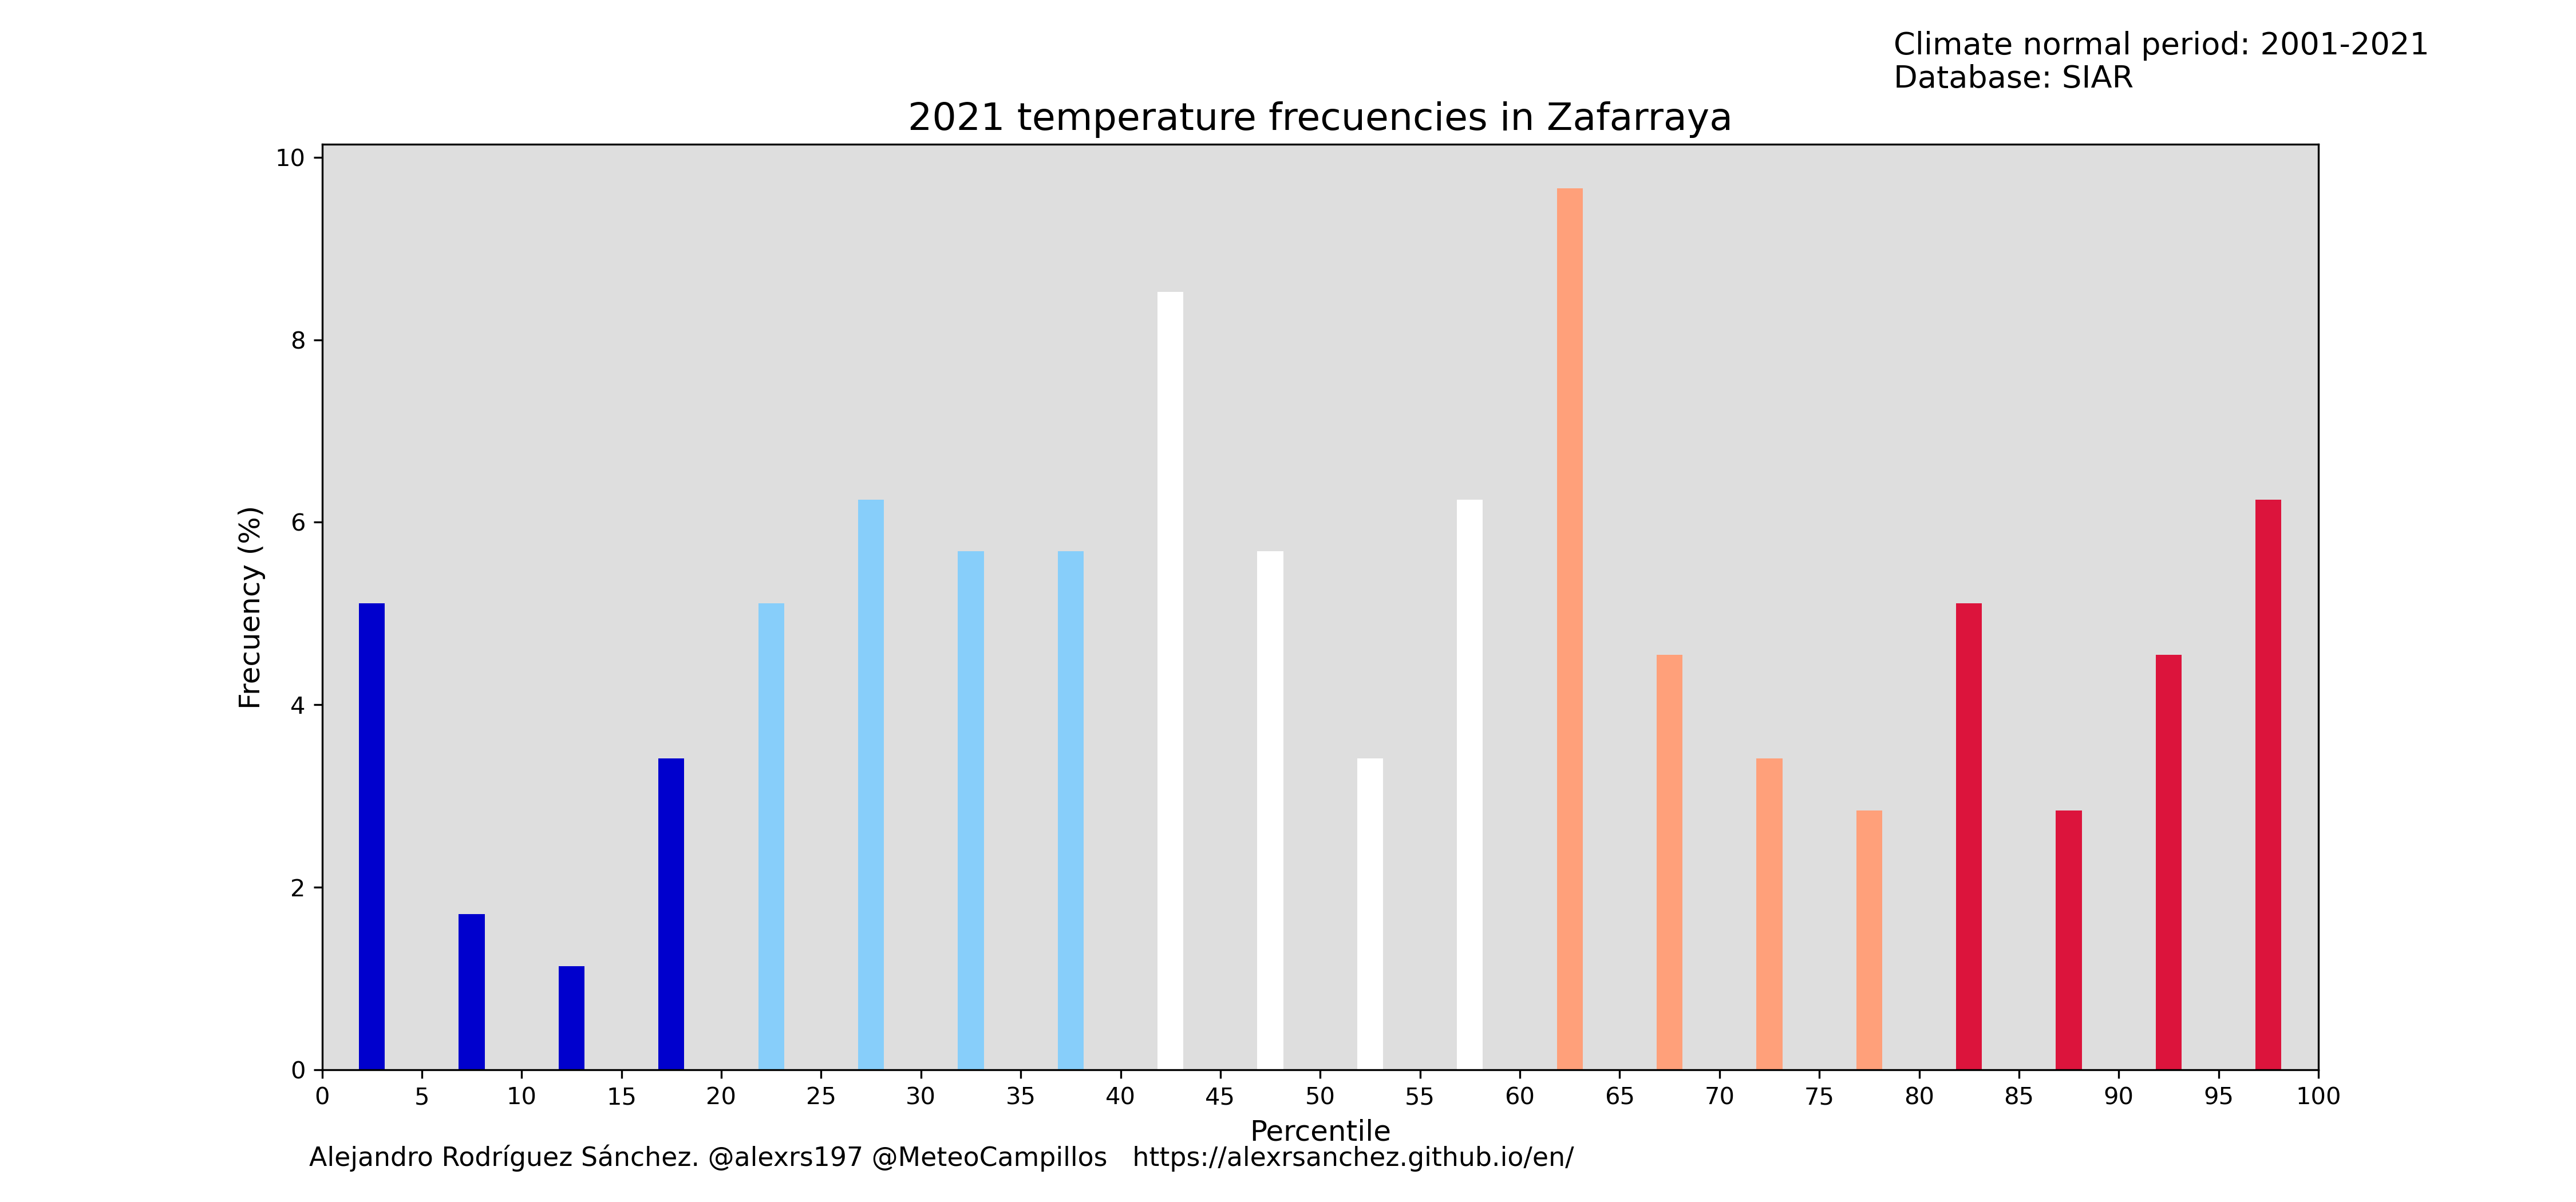 Climate normal period: 2001-2021
Database: SIAR
2021 temperature frecuencies in Zafarraya
10
8
6
4
2
0
Frecuency (%)
0 5 10 15 20 25 30 35 40 45 50 55 60 65 70 75 80 85 90 95 100
Percentile
Alejandro Rodríguez Sánchez. @alexrs197 @MeteoCampillos https://alexrsanchez.github.io/en/